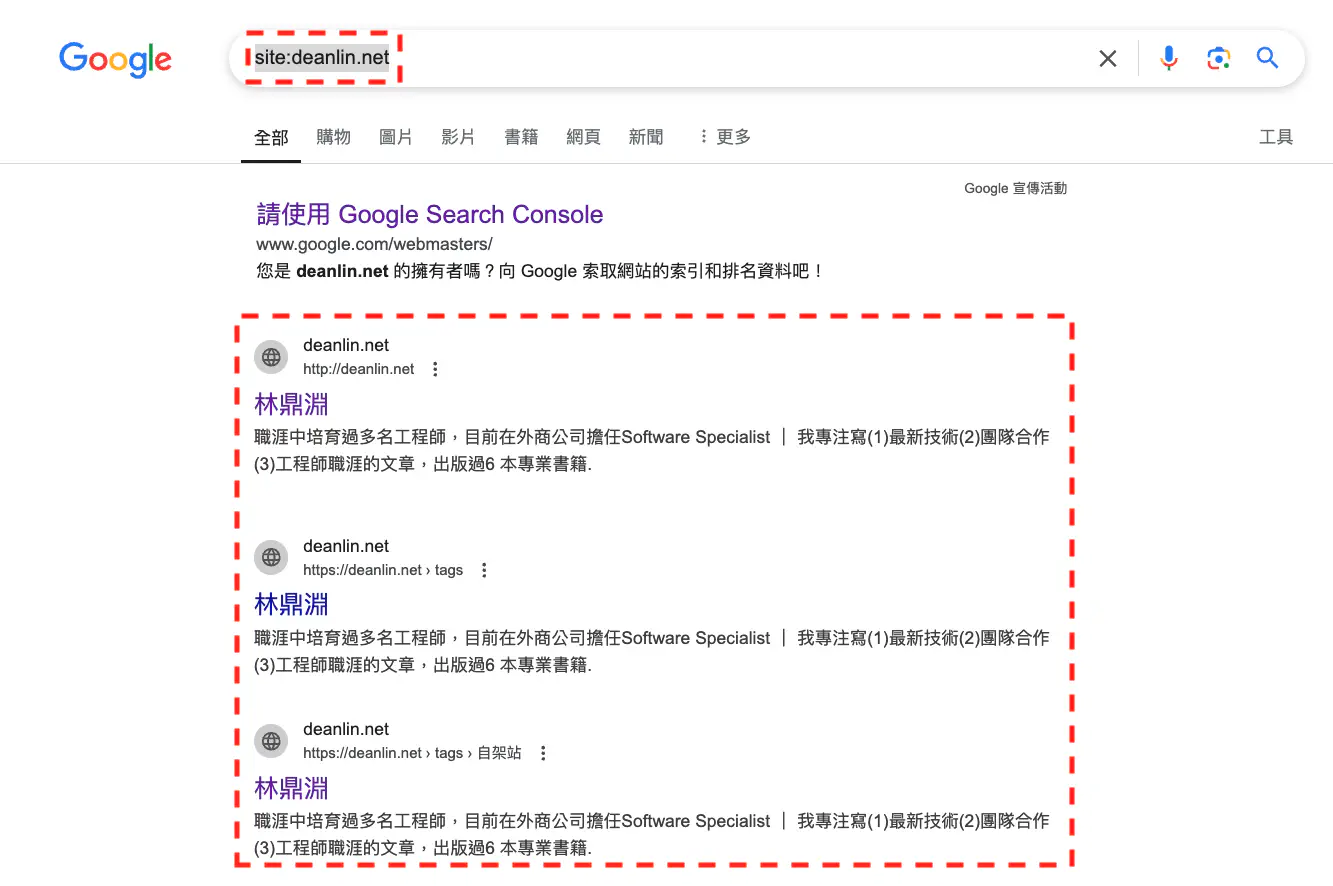 Google
site:deanlin.net
全部 購物 圖片 影片 書籍 網頁 新聞 更多 工具
Google 宣傳活動
請使用 Google Search Console
www.google.com/webmasters/
您是 deanlin.net 的擁有者嗎？向 Google 索取網站的索引和排名資料吧！
deanlin.net
http://deanlin.net
林鼎淵
職涯中培育過多名工程師，目前在外商公司擔任Software Specialist ｜ 我專注寫(1)最新技術(2)團隊合作
(3)工程師職涯的文章，出版過6 本專業書籍.
deanlin.net
https://deanlin.net › tags
林鼎淵
職涯中培育過多名工程師，目前在外商公司擔任Software Specialist ｜ 我專注寫(1)最新技術(2)團隊合作
(3)工程師職涯的文章，出版過6 本專業書籍.
deanlin.net
https://deanlin.net › tags › 自架站
林鼎淵
職涯中培育過多名工程師，目前在外商公司擔任Software Specialist ｜ 我專注寫(1)最新技術(2)團隊合作
(3)工程師職涯的文章，出版過6 本專業書籍.